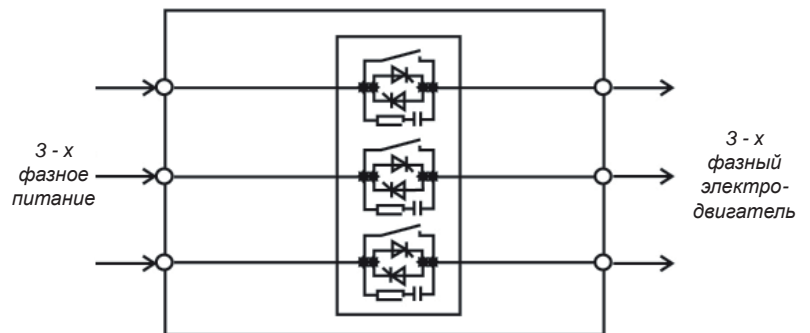 3 - х
фазное
питание
3 - х
фазный
электро-
двигатель